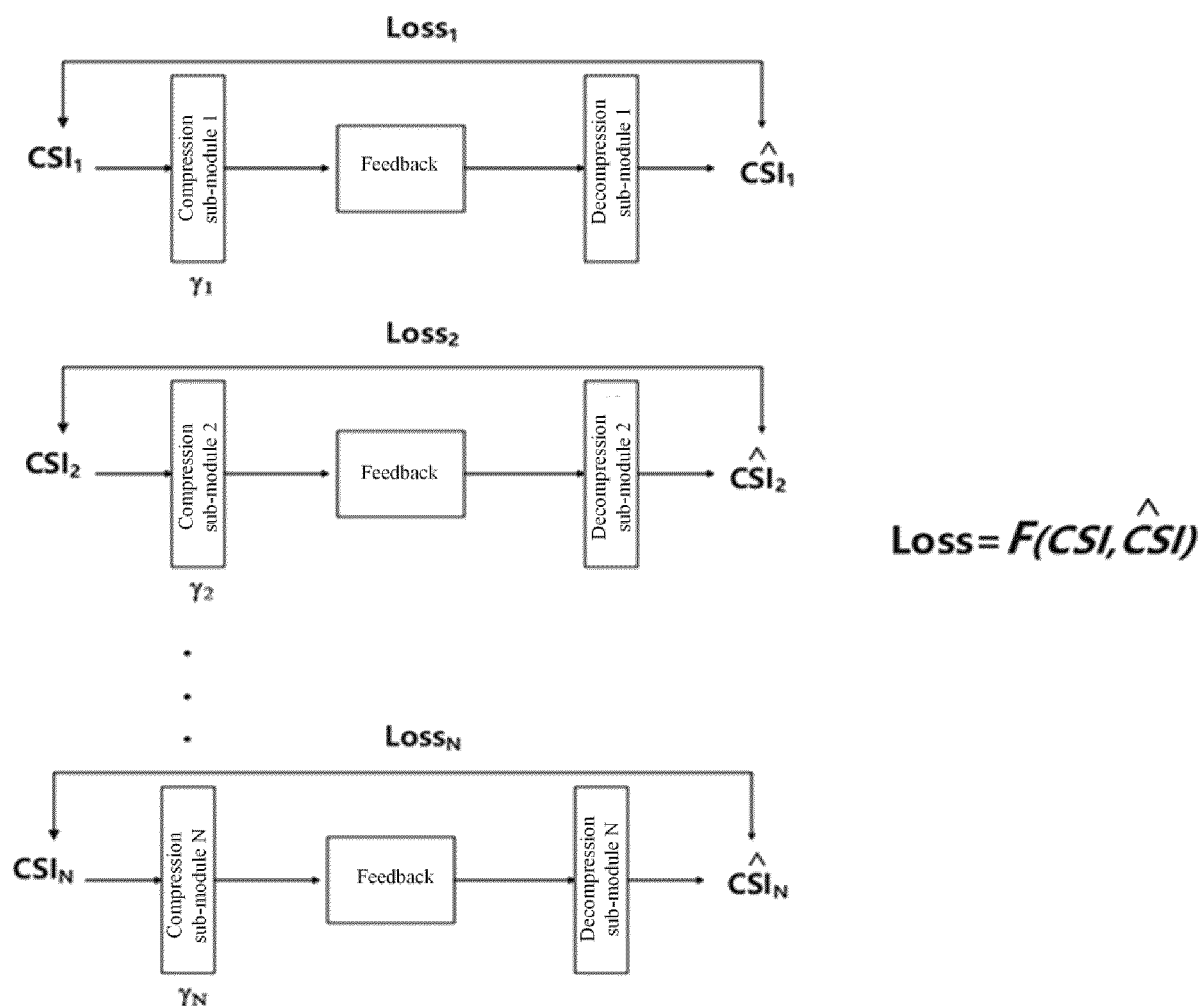 Loss₁
CSI₁
Compression
sub-module 1
Feedback
Decompression
sub-module 1
ĈSI₁
γ₁
Loss₂
CSI₂
Compression
sub-module 2
Feedback
Decompression
sub-module 2
ĈSI₂
γ₂
Loss=F(CSI,ĈSI)
Loss_N
CSI_N
Compression
sub-module N
Feedback
Decompression
sub-module N
ĈSI_N
γ_N